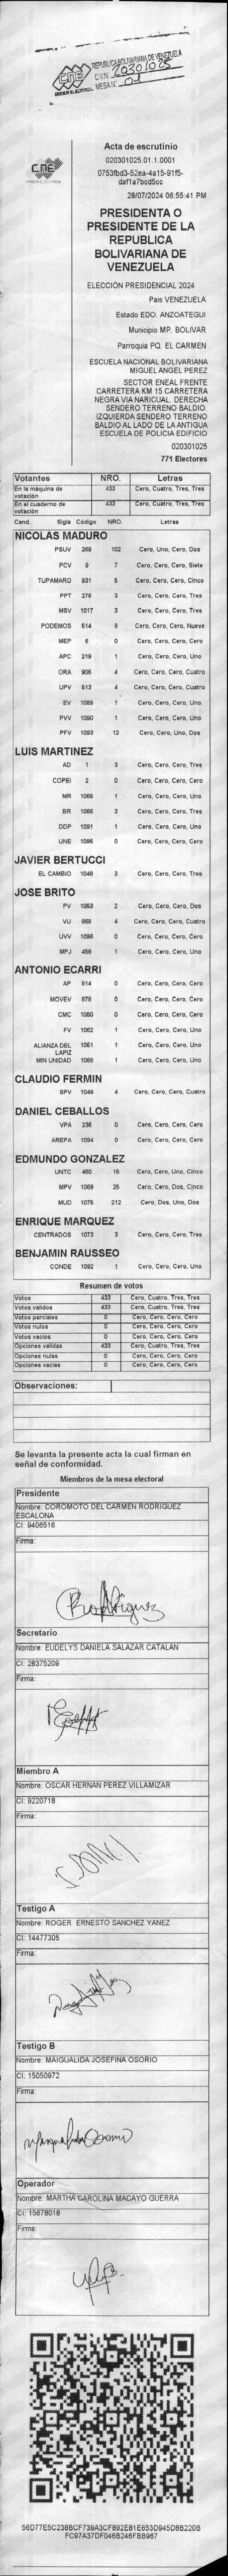 REPUBLICA BOLIVARIANA DE VENEZUELA
CNE
C.V.N° 020301025
PODER ELECTORAL MESA N° 01
CNE
Acta de escrutinio
020301025.01.1.0001
0753fbd3-52ea-4a15-91f5-
daf1a7bcd5cc
28/07/2024 06:55:41 PM
PRESIDENTA O
PRESIDENTE DE LA
REPUBLICA
BOLIVARIANA DE
VENEZUELA
ELECCIÓN PRESIDENCIAL 2024
Pais VENEZUELA
Estado EDO. ANZOATEGUI
Municipio MP. BOLIVAR
Parroquia PQ. EL CARMEN
ESCUELA NACIONAL BOLIVARIANA
MIGUEL ANGEL PEREZ
SECTOR ENEAL FRENTE
CARRETERA KM 15 CARRETERA
NEGRA VIA NARICUAL. DERECHA
SENDERO TERRENO BALDIO.
IZQUIERDA SENDERO TERRENO
BALDIO AL LADO DE LA ANTIGUA
ESCUELA DE POLICIA EDIFICIO
020301025
771 Electores
Votantes NRO. Letras
En la máquina de votación 433 Cero, Cuatro, Tres, Tres
En el cuaderno de votación 433 Cero, Cuatro, Tres, Tres
Cand. Sigla Código NRO. Letras
NICOLAS MADURO
PSUV 269 102 Cero, Uno, Cero, Dos
PCV 9 7 Cero, Cero, Cero, Siete
TUPAMARO 931 5 Cero, Cero, Cero, Cinco
PPT 276 3 Cero, Cero, Cero, Tres
MSV 1017 3 Cero, Cero, Cero, Tres
PODEMOS 514 9 Cero, Cero, Cero, Nueve
MEP 6 0 Cero, Cero, Cero, Cero
APC 219 1 Cero, Cero, Cero, Uno
ORA 906 4 Cero, Cero, Cero, Cuatro
UPV 513 4 Cero, Cero, Cero, Cuatro
EV 1089 1 Cero, Cero, Cero, Uno
PVV 1090 1 Cero, Cero, Cero, Uno
PFV 1093 12 Cero, Cero, Uno, Dos
LUIS MARTINEZ
AD 1 3 Cero, Cero, Cero, Tres
COPEI 2 0 Cero, Cero, Cero, Cero
MR 1065 1 Cero, Cero, Cero, Uno
BR 1066 3 Cero, Cero, Cero, Tres
DDP 1091 1 Cero, Cero, Cero, Uno
UNE 1096 0 Cero, Cero, Cero, Cero
JAVIER BERTUCCI
EL CAMBIO 1048 3 Cero, Cero, Cero, Tres
JOSE BRITO
PV 1053 2 Cero, Cero, Cero, Dos
VU 868 4 Cero, Cero, Cero, Cuatro
UVV 1098 0 Cero, Cero, Cero, Cero
MPJ 458 1 Cero, Cero, Cero, Uno
ANTONIO ECARRI
AP 914 0 Cero, Cero, Cero, Cero
MOVEV 978 0 Cero, Cero, Cero, Cero
CMC 1050 0 Cero, Cero, Cero, Cero
FV 1062 1 Cero, Cero, Cero, Uno
ALIANZA DEL LAPIZ 1051 1 Cero, Cero, Cero, Uno
MIN UNIDAD 1068 1 Cero, Cero, Cero, Uno
CLAUDIO FERMIN
SPV 1049 4 Cero, Cero, Cero, Cuatro
DANIEL CEBALLOS
VPA 236 0 Cero, Cero, Cero, Cero
AREPA 1094 0 Cero, Cero, Cero, Cero
EDMUNDO GONZALEZ
UNTC 460 15 Cero, Cero, Uno, Cinco
MPV 1069 25 Cero, Cero, Dos, Cinco
MUD 1075 212 Cero, Dos, Uno, Dos
ENRIQUE MARQUEZ
CENTRADOS 1073 3 Cero, Cero, Cero, Tres
BENJAMIN RAUSSEO
CONDE 1092 1 Cero, Cero, Cero, Uno
Resumen de votos
Votos 433 Cero, Cuatro, Tres, Tres
Votos validos 433 Cero, Cuatro, Tres, Tres
Votos parciales 0 Cero, Cero, Cero, Cero
Votos nulos 0 Cero, Cero, Cero, Cero
Votos vacios 0 Cero, Cero, Cero, Cero
Opciones validas 433 Cero, Cuatro, Tres, Tres
Opciones nulas 0 Cero, Cero, Cero, Cero
Opciones vacias 0 Cero, Cero, Cero, Cero
Observaciones:
Se levanta la presente acta la cual firman en
señal de conformidad.
Miembros de la mesa electoral
Presidente
Nombre: COROMOTO DEL CARMEN RODRIGUEZ
ESCALONA
CI: 9406516
Firma:
CRodríguez
Secretario
Nombre: EUDELYS DANIELA SALAZAR CATALAN
CI: 28375209
Firma:
Miembro A
Nombre: OSCAR HERNAN PEREZ VILLAMIZAR
CI: 9220718
Firma:
Testigo A
Nombre: ROGER ERNESTO SANCHEZ YANEZ
CI: 14477305
Firma:
Testigo B
Nombre: MAIGUALIDA JOSEFINA OSORIO
CI: 15050972
Firma:
Maigualida Osorio
Operador
Nombre: MARTHA CAROLINA MACAYO GUERRA
CI: 15678018
Firma:
56D77E5C238BCF739A3CF892E81E653D945D8B220B
FC97A37DF046B246FBB967